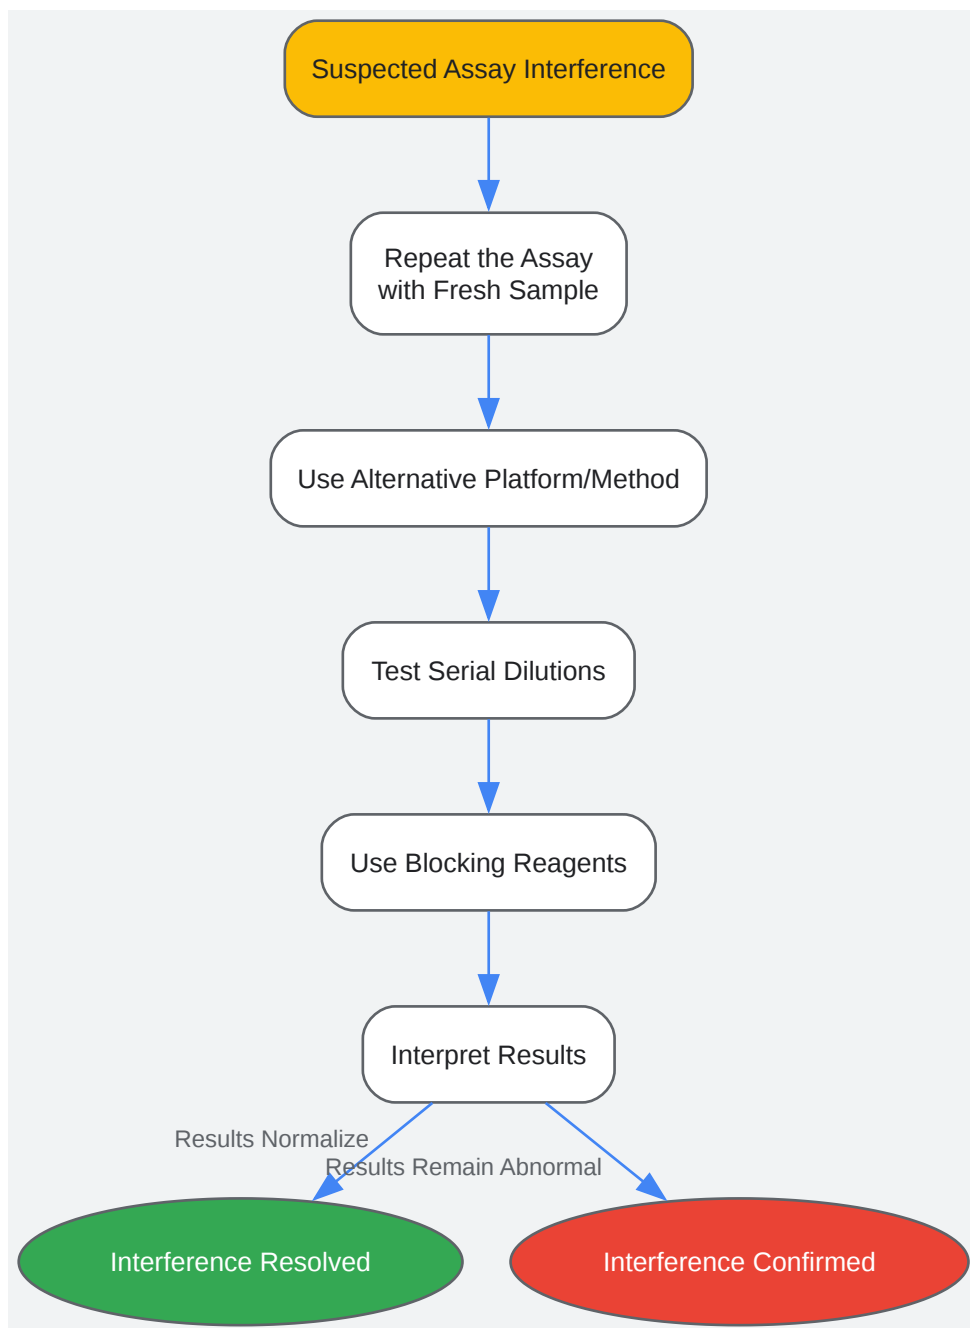 Suspected Assay Interference
Repeat the Assay
with Fresh Sample
Use Alternative Platform/Method
Test Serial Dilutions
Use Blocking Reagents
Interpret Results
Results Normalize
Results Remain Abnormal
Interference Resolved
Interference Confirmed